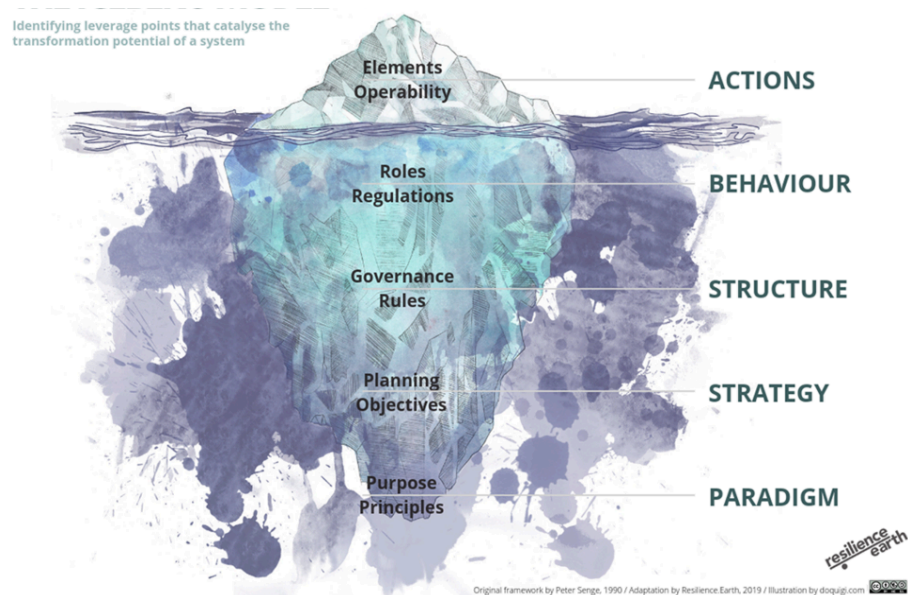 Identifying leverage points that catalyse the
transformation potential of a system
Elements
Operability
ACTIONS
Roles
Regulations
BEHAVIOUR
Governance
Rules
STRUCTURE
Planning
Objectives
STRATEGY
Purpose
Principles
PARADIGM
resilience
earth
Original framework by Peter Senge, 1990 / Adaptation by Resilience.Earth, 2019 / Illustration by doquigi.com